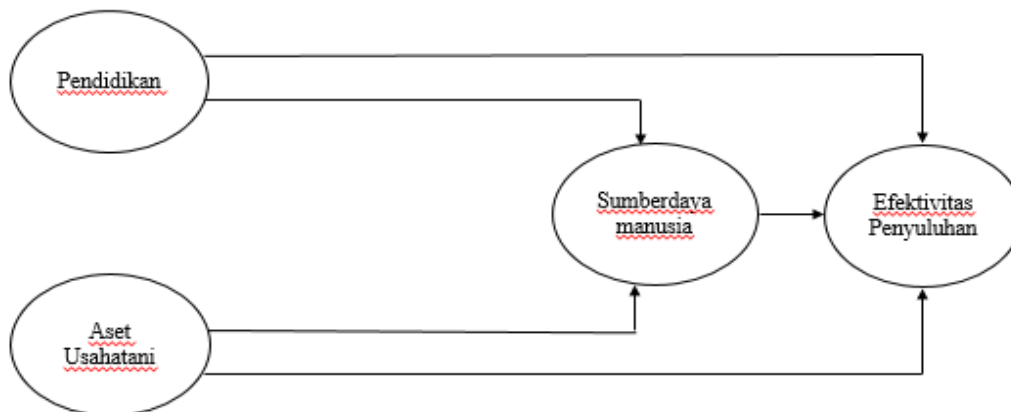 Pendidikan
Sumberdaya
manusia
Efektivitas
Penyuluhan
Aset
Usahatani